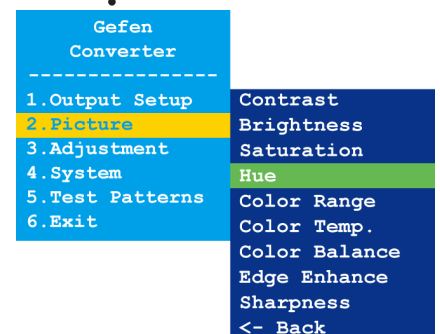 Gefen
Converter
----------------
1.Output Setup
2.Picture
3.Adjustment
4.System
5.Test Patterns
6.Exit
Contrast
Brightness
Saturation
Hue
Color Range
Color Temp.
Color Balance
Edge Enhance
Sharpness
<- Back